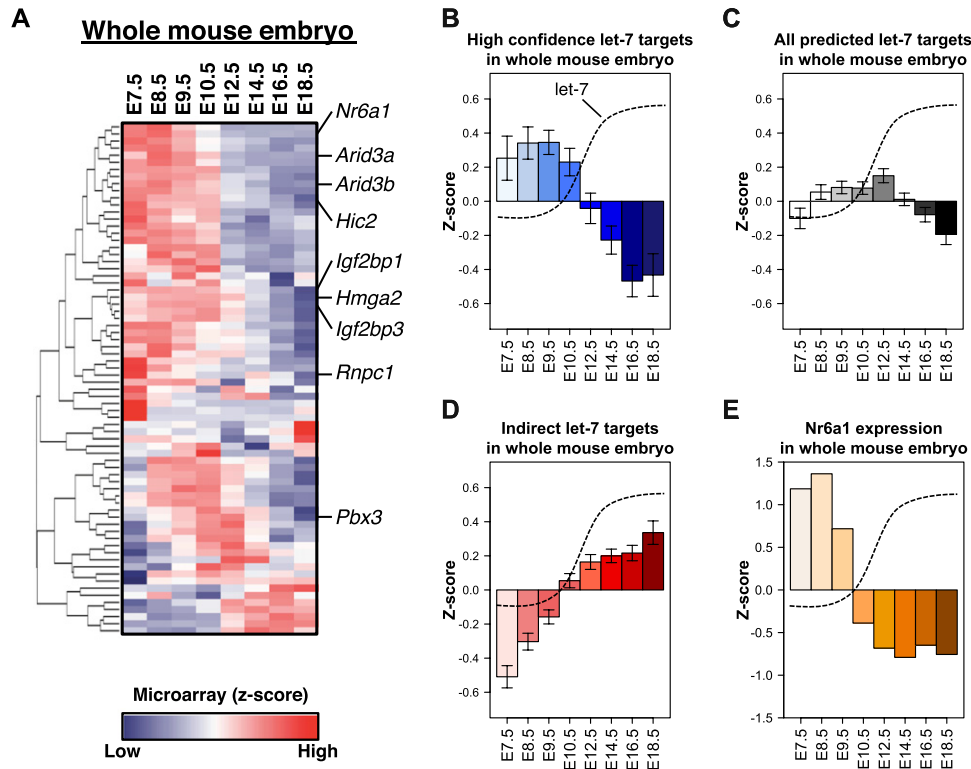 A
Whole mouse embryo
E7.5
E8.5
E9.5
E10.5
E12.5
E14.5
E16.5
E18.5
Nr6a1
Arid3a
Arid3b
Hic2
Igf2bp1
Hmga2
Igf2bp3
Rnpc1
Pbx3
Microarray (z-score)
Low
High
B
High confidence let-7 targets
in whole mouse embryo
let-7
Z-score
0.6
0.4
0.2
0.0
-0.2
-0.4
-0.6
E7.5
E8.5
E9.5
E10.5
E12.5
E14.5
E16.5
E18.5
C
All predicted let-7 targets
in whole mouse embryo
Z-score
0.6
0.4
0.2
0.0
-0.2
-0.4
-0.6
E7.5
E8.5
E9.5
E10.5
E12.5
E14.5
E16.5
E18.5
D
Indirect let-7 targets
in whole mouse embryo
Z-score
0.6
0.4
0.2
0.0
-0.2
-0.4
-0.6
E7.5
E8.5
E9.5
E10.5
E12.5
E14.5
E16.5
E18.5
E
Nr6a1 expression
in whole mouse embryo
Z-score
1.5
1.0
0.5
0.0
-0.5
-1.0
-1.5
E7.5
E8.5
E9.5
E10.5
E12.5
E14.5
E16.5
E18.5